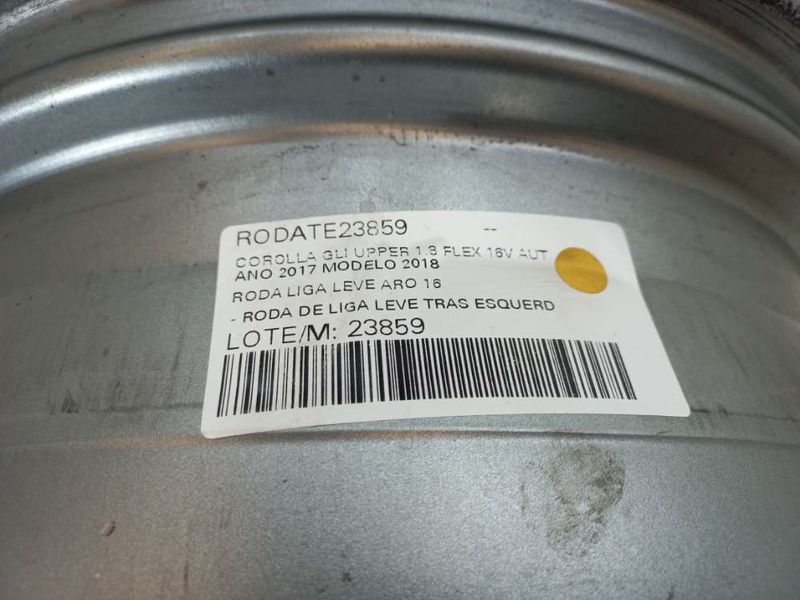 RODATE23859 --
COROLLA GLI UPPER 1.8 FLEX 16V AUT
ANO 2017 MODELO 2018
RODA LIGA LEVE ARO 16
- RODA DE LIGA LEVE TRAS ESQUERD
LOTE/M: 23859